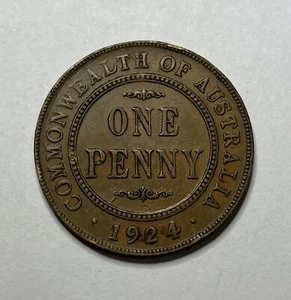 COMMONWEALTH OF AUSTRALIA
ONE
PENNY
· 1924 ·